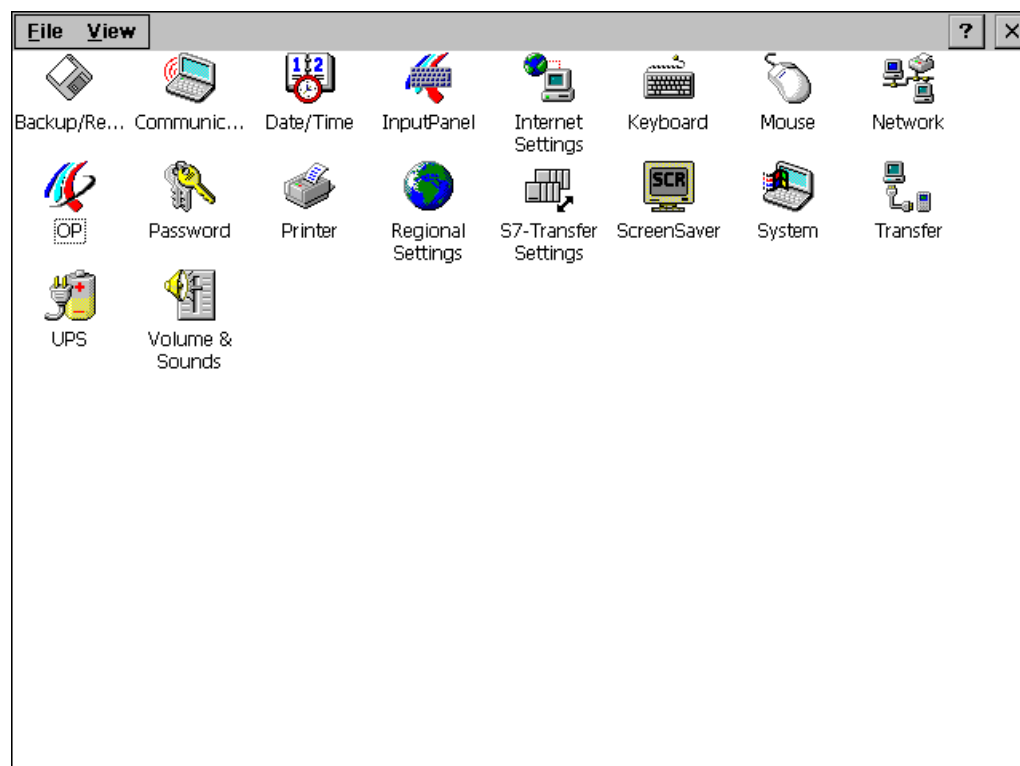 File View ? ×
12
Backup/Re... Communic... Date/Time InputPanel Internet Settings Keyboard Mouse Network
SCR
OP Password Printer Regional Settings S7-Transfer Settings ScreenSaver System Transfer
UPS Volume & Sounds